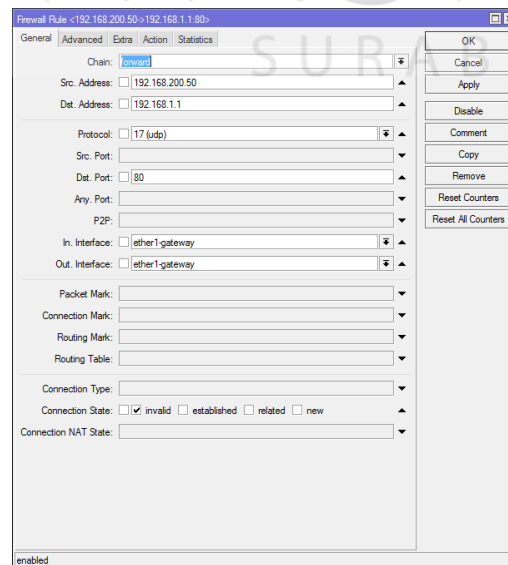 Firewall Rule <192.168.200.50->192.168.1.1:80>
General Advanced Extra Action Statistics
Chain: forward
Src. Address: 192.168.200.50
Dst. Address: 192.168.1.1
Protocol: 17 (udp)
Src. Port:
Dst. Port: 80
Any. Port:
P2P:
In. Interface: ether1-gateway
Out. Interface: ether1-gateway
Packet Mark:
Connection Mark:
Routing Mark:
Routing Table:
Connection Type:
Connection State: invalid established related new
Connection NAT State:
enabled
OK
Cancel
Apply
Disable
Comment
Copy
Remove
Reset Counters
Reset All Counters
SURAB